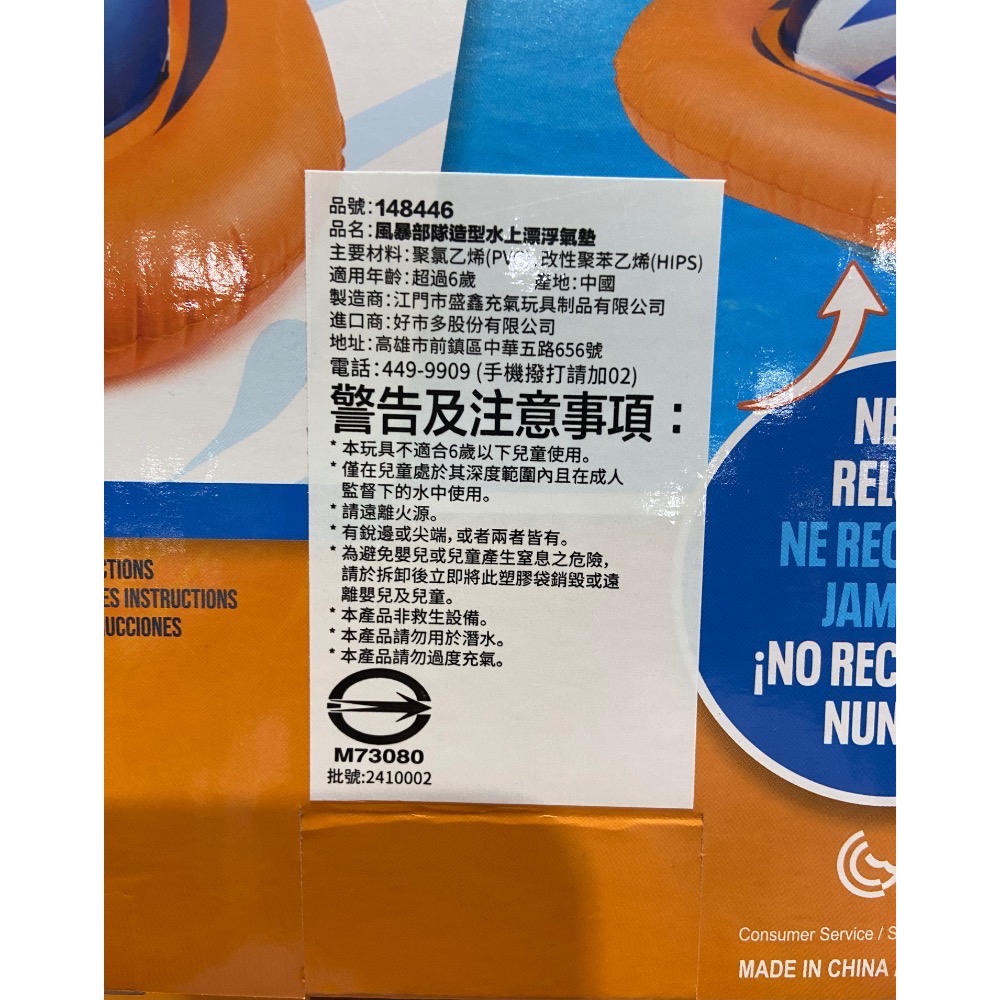 品號:148446
品名:風暴部隊造型水上漂浮氣墊
主要材料:聚氯乙烯(PV 改性聚苯乙烯(HIPS)
適用年齡:超過6歲 產地:中國
製造商:江門市盛鑫充氣玩具制品有限公司
進口商:好市多股份有限公司
地址:高雄市前鎮區中華五路656號
電話:449-9909 (手機撥打請加02)
警告及注意事項:
* 本玩具不適合6歲以下兒童使用。
* 僅在兒童處於其深度範圍內且在成人
監督下的水中使用。
* 請遠離火源。
* 有銳邊或尖端,或者兩者皆有。
* 為避免嬰兒或兒童產生窒息之危險,
請於拆卸後立即將此塑膠袋銷毀或遠
離嬰兒及兒童。
* 本產品非救生設備。
* 本產品請勿用於潛水。
* 本產品請勿過度充氣。
M73080
批號:2410002
CTIONS
ES INSTRUCTIONS
UCCIONES
NE
REL
NE REC
JAM
¡NO REC
NUN
Consumer Service / S
MADE IN CHINA